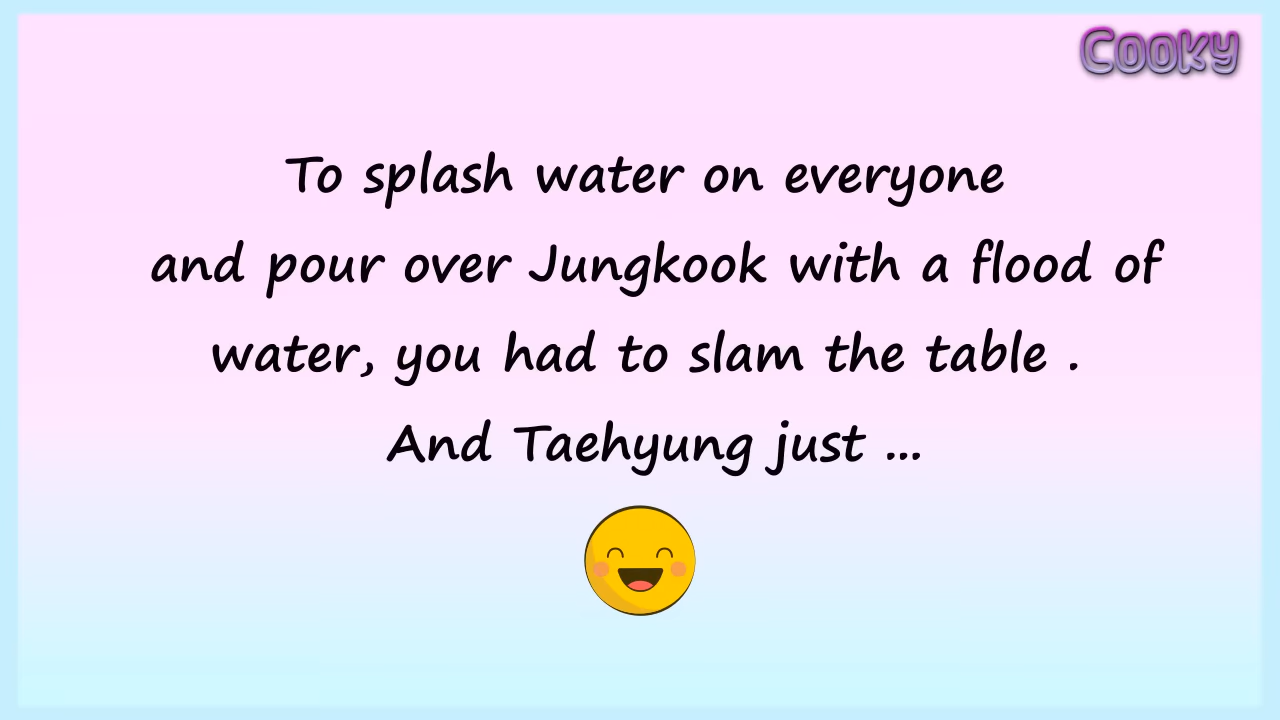 Cooky
To splash water on everyone
and pour over Jungkook with a flood of
water, you had to slam the table .
And Taehyung just ...